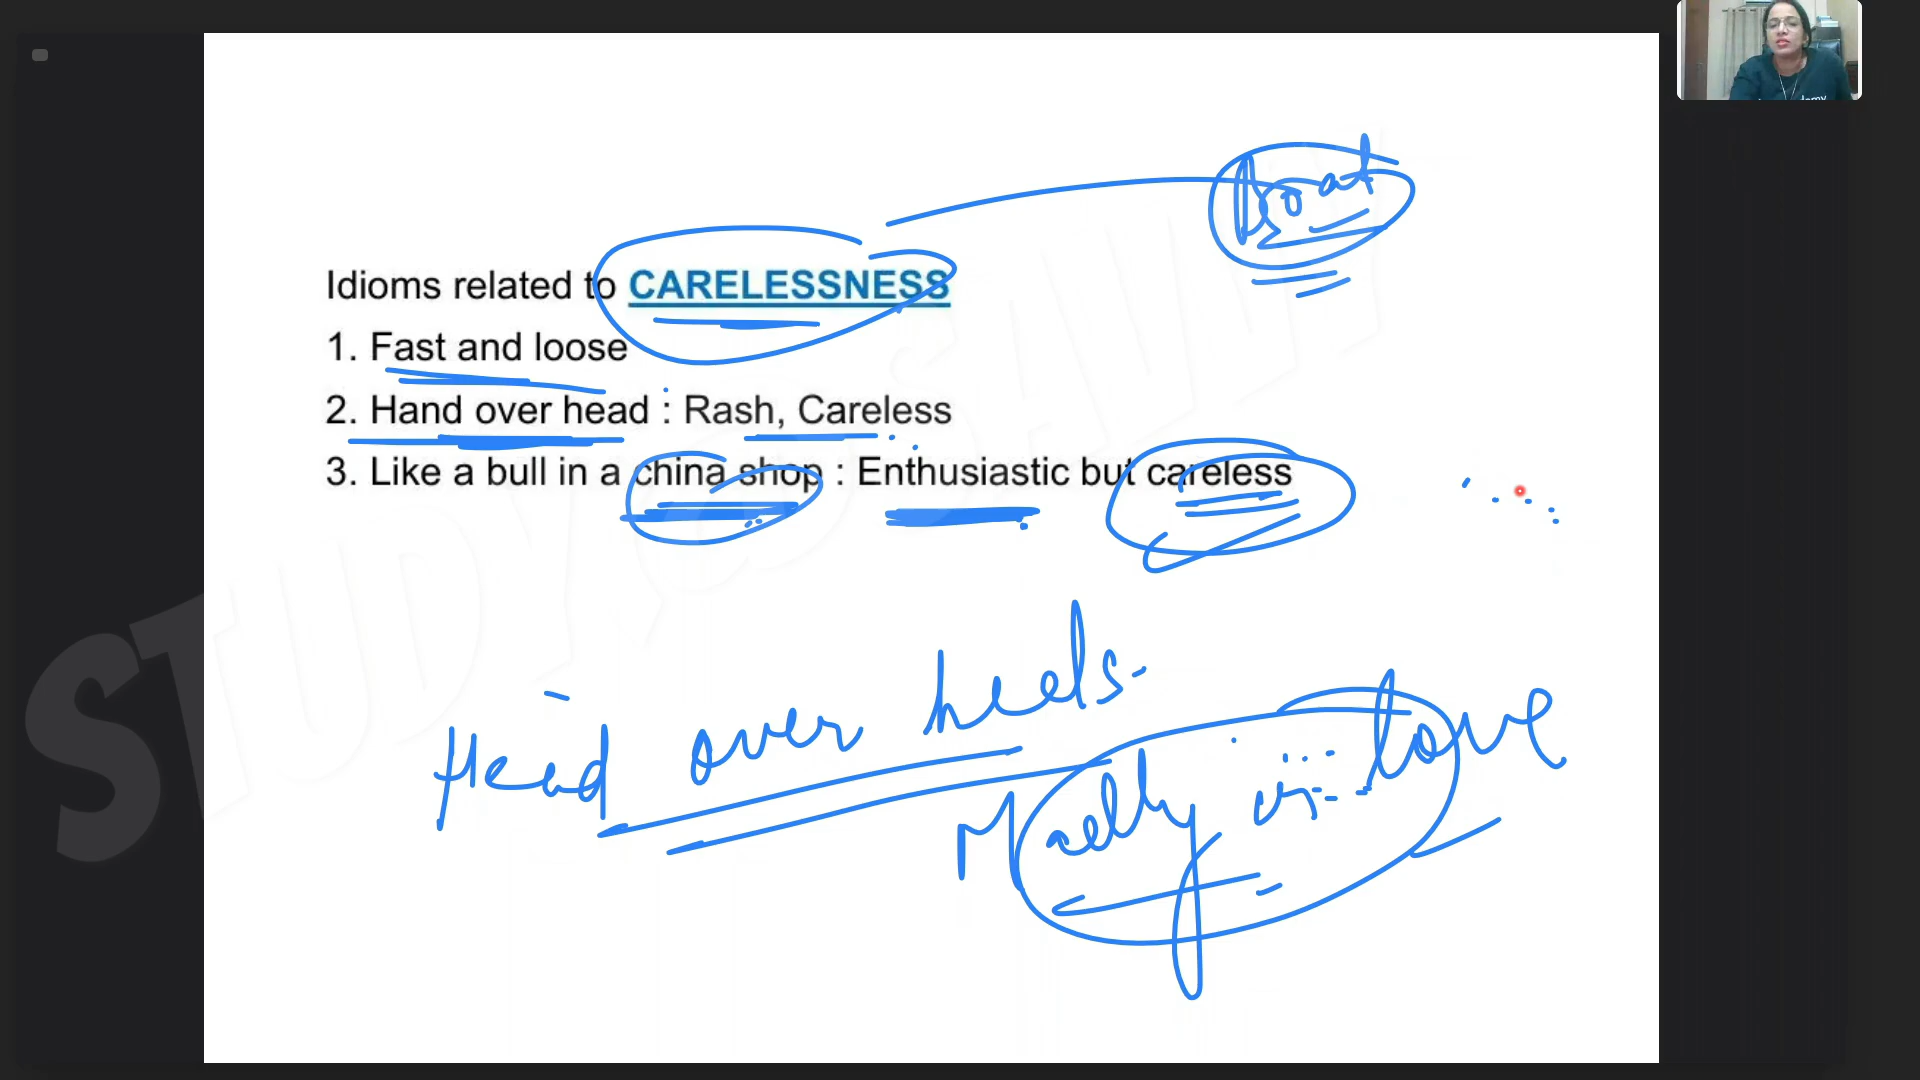 Boat
Idioms related to CARELESSNESS
1. Fast and loose
2. Hand over head : Rash, Careless
3. Like a bull in a china shop : Enthusiastic but careless
Head over heels.
Madly in love